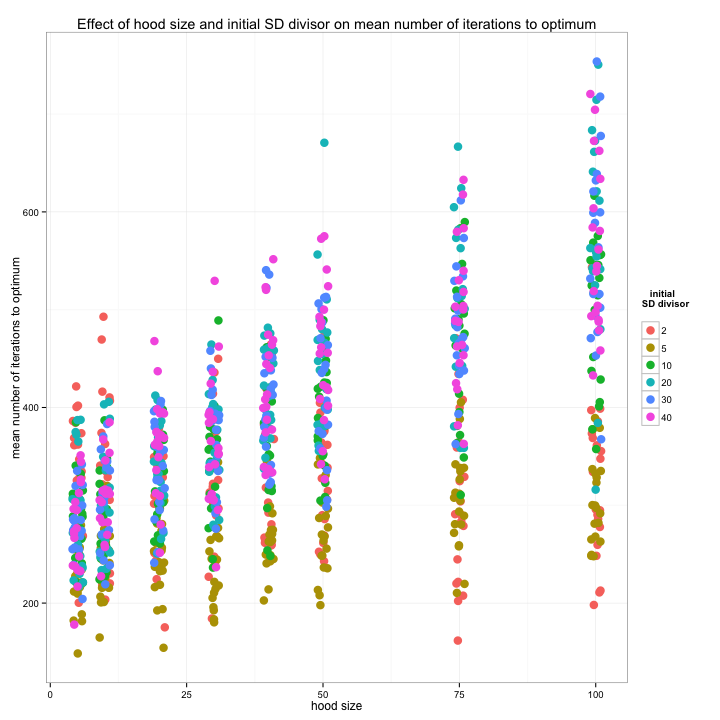 Effect of hood size and initial SD divisor on mean number of iterations to optimum
mean number of iterations to optimum
600
400
200
0
25
50
75
100
hood size
initial
SD divisor
2
5
10
20
30
40